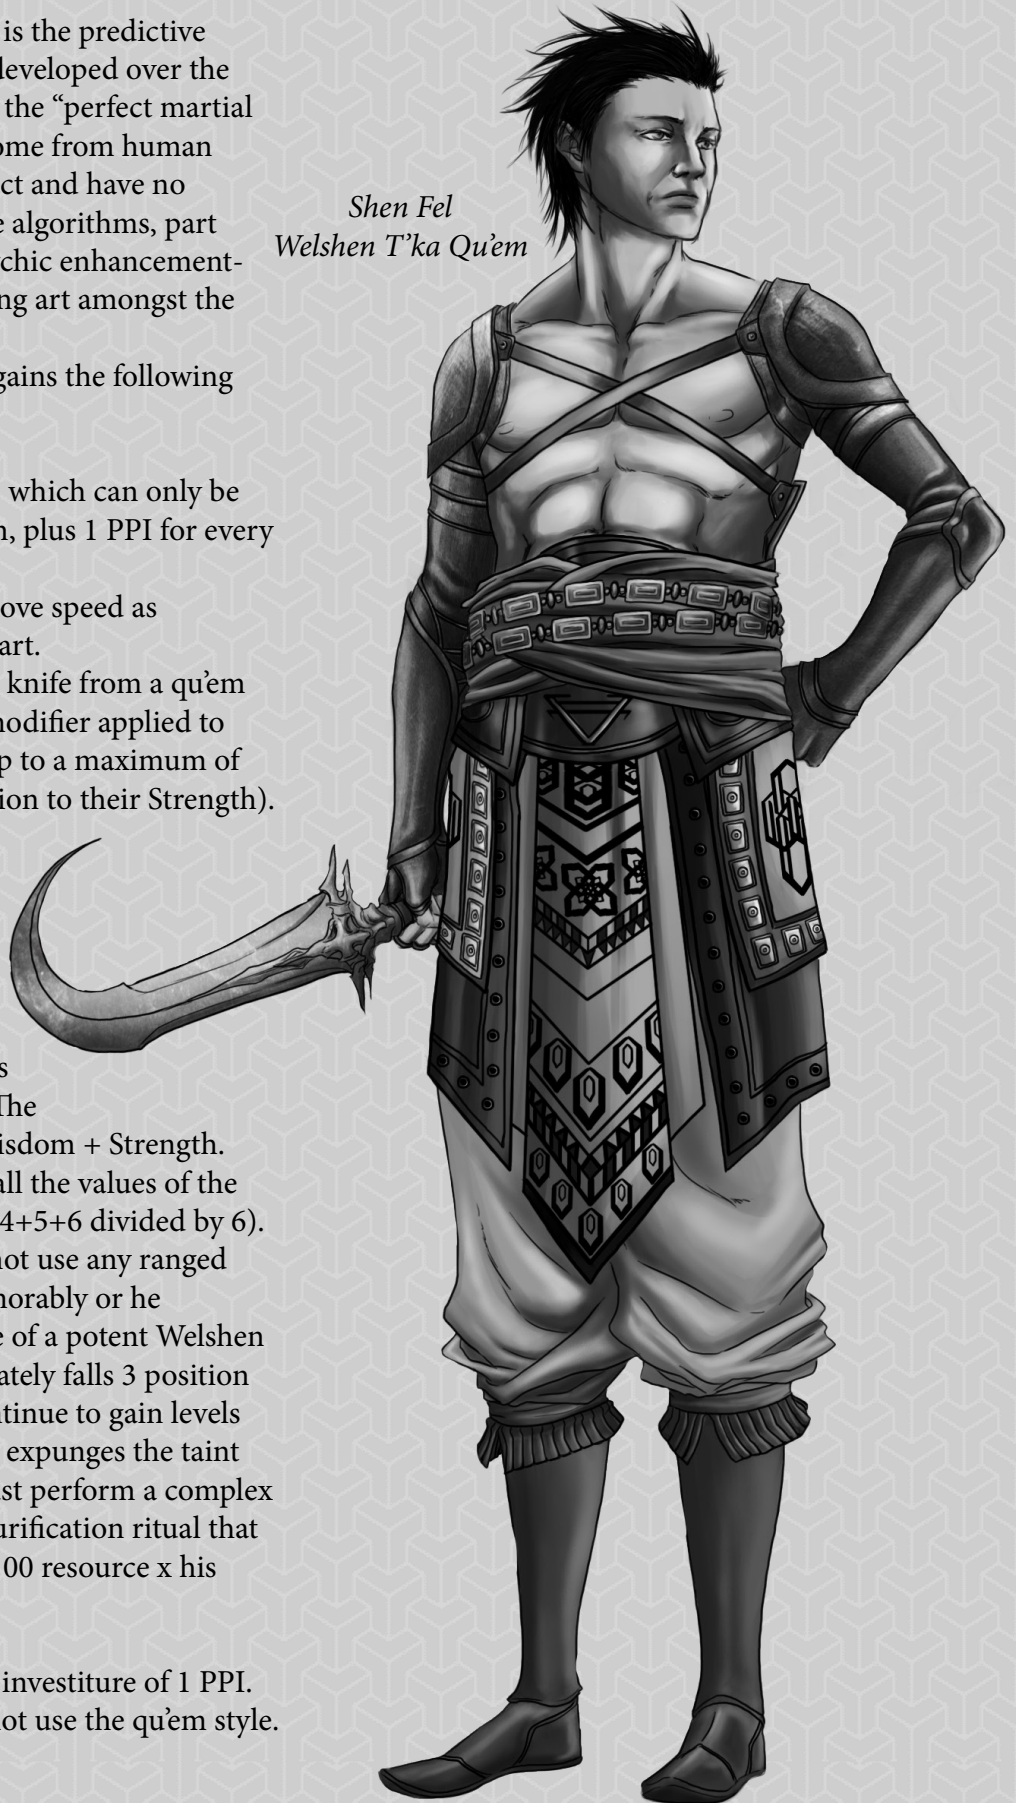 is the predictive
developed over the
the “perfect martial
ome from human
ct and have no
e algorithms, part
chic enhancement-
ng art amongst the
gains the following
which can only be
n, plus 1 PPI for every
ove speed as
art.
knife from a qu’em
nodifier applied to
p to a maximum of
ion to their Strength).
s
The
isdom + Strength.
all the values of the
4+5+6 divided by 6).
not use any ranged
norably or he
e of a potent Welshen
ately falls 3 position
ntinue to gain levels
expunges the taint
ust perform a complex
urification ritual that
00 resource x his
investiture of 1 PPI.
not use the qu’em style.
Shen Fel
Welshen T’ka Qu’em